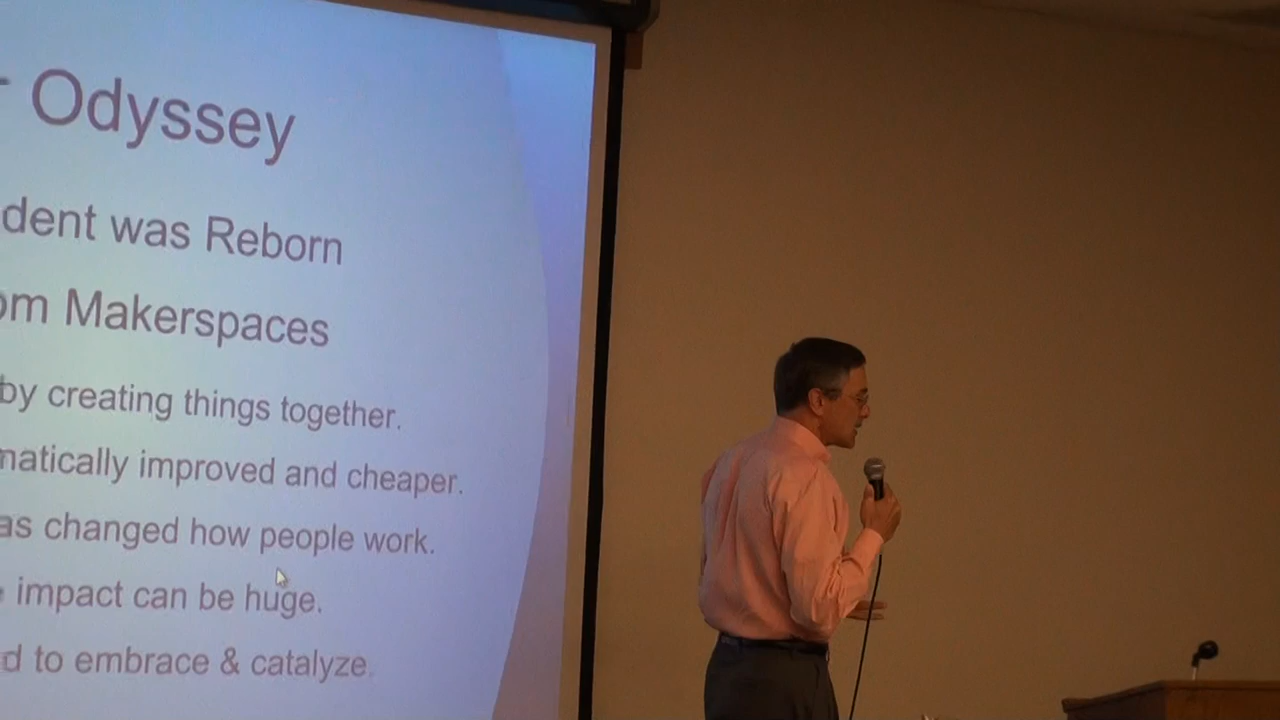 Odyssey
dent was Reborn
om Makerspaces
by creating things together.
matically improved and cheaper.
as changed how people work.
impact can be huge.
d to embrace & catalyze.